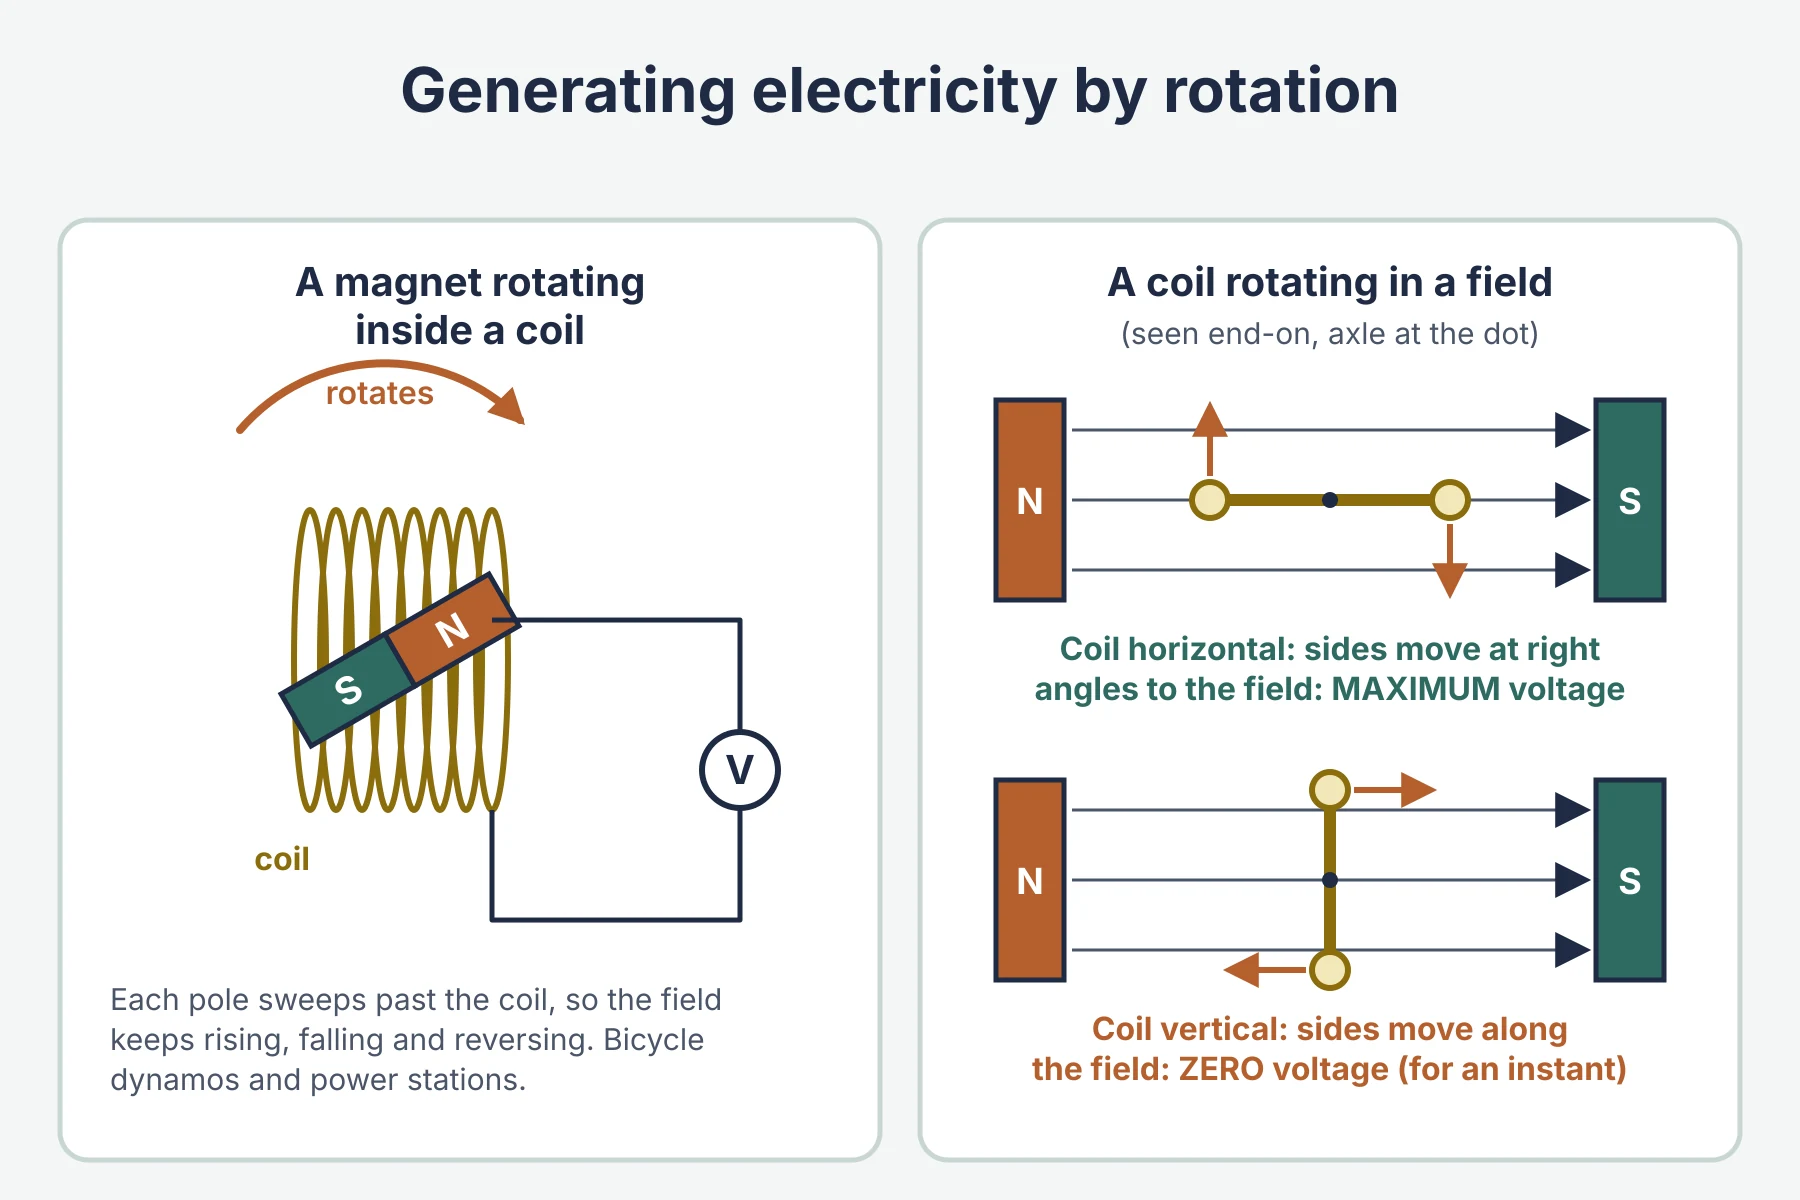 Generating electricity by rotation
A magnet rotating
inside a coil
rotates
N
S
V
coil
Each pole sweeps past the coil, so the field
keeps rising, falling and reversing. Bicycle
dynamos and power stations.
A coil rotating in a field
(seen end-on, axle at the dot)
N
S
Coil horizontal: sides move at right
angles to the field: MAXIMUM voltage
N
S
Coil vertical: sides move along
the field: ZERO voltage (for an instant)